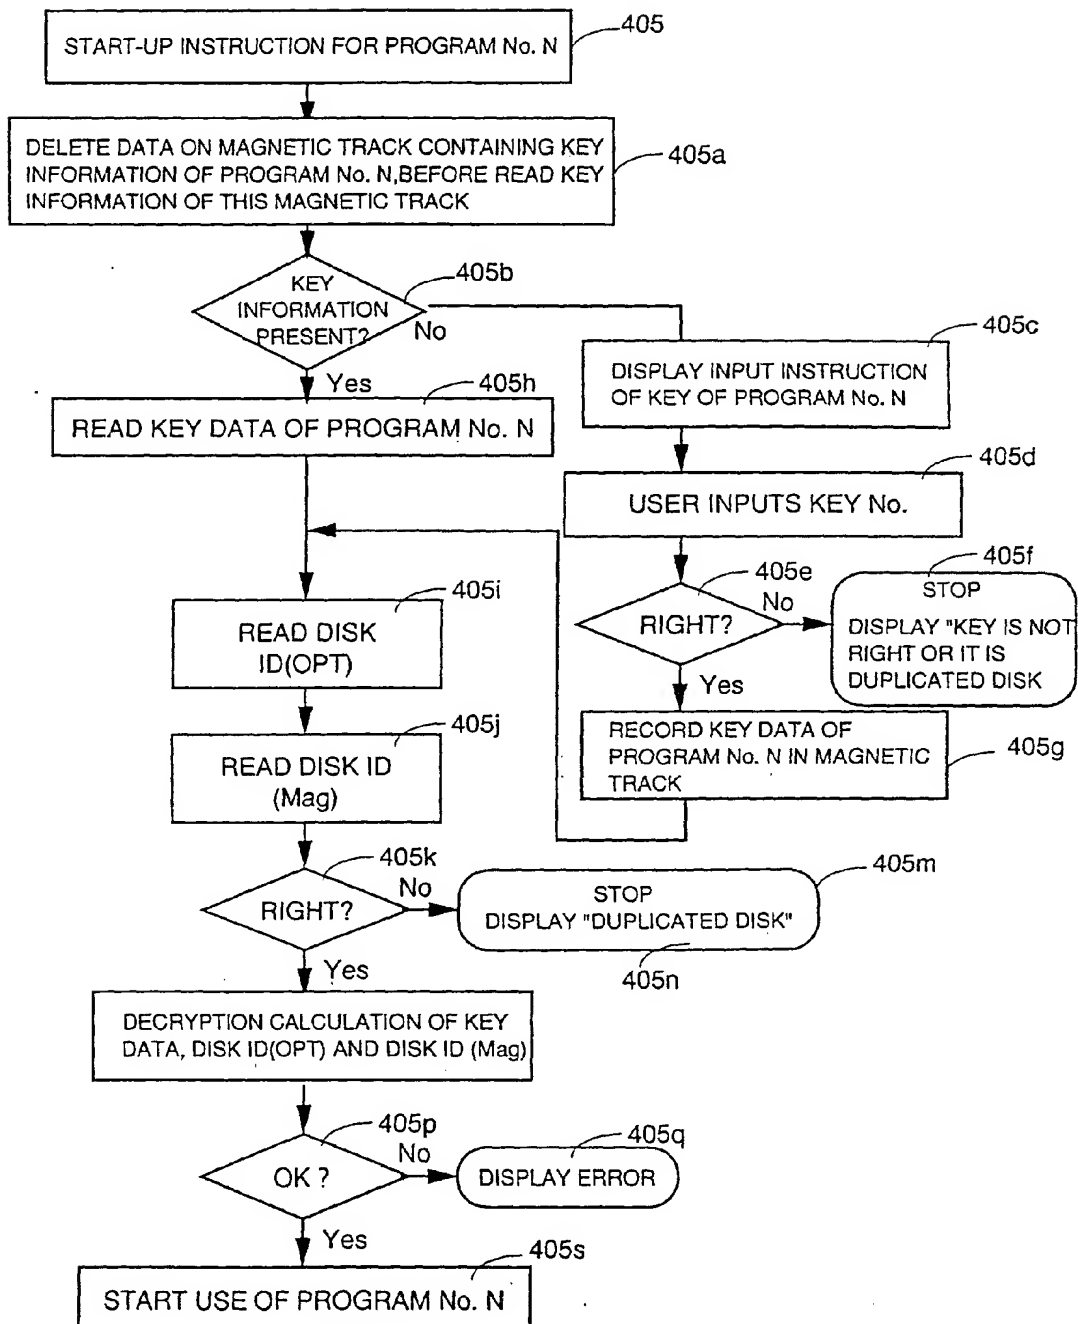 START-UP INSTRUCTION FOR PROGRAM No. N
405
DELETE DATA ON MAGNETIC TRACK CONTAINING KEY
INFORMATION OF PROGRAM No. N,BEFORE READ KEY
INFORMATION OF THIS MAGNETIC TRACK
405a
KEY
INFORMATION
PRESENT?
405b
No
Yes
405c
DISPLAY INPUT INSTRUCTION
OF KEY OF PROGRAM No. N
405h
READ KEY DATA OF PROGRAM No. N
405d
USER INPUTS KEY No.
405e
RIGHT?
No
Yes
405f
STOP
DISPLAY "KEY IS NOT
RIGHT OR IT IS
DUPLICATED DISK
405g
RECORD KEY DATA OF
PROGRAM No. N IN MAGNETIC
TRACK
405i
READ DISK
ID(OPT)
405j
READ DISK ID
(Mag)
405k
RIGHT?
No
Yes
405m
STOP
DISPLAY "DUPLICATED DISK"
405n
DECRYPTION CALCULATION OF KEY
DATA, DISK ID(OPT) AND DISK ID (Mag)
405p
OK ?
No
Yes
405q
DISPLAY ERROR
405s
START USE OF PROGRAM No. N